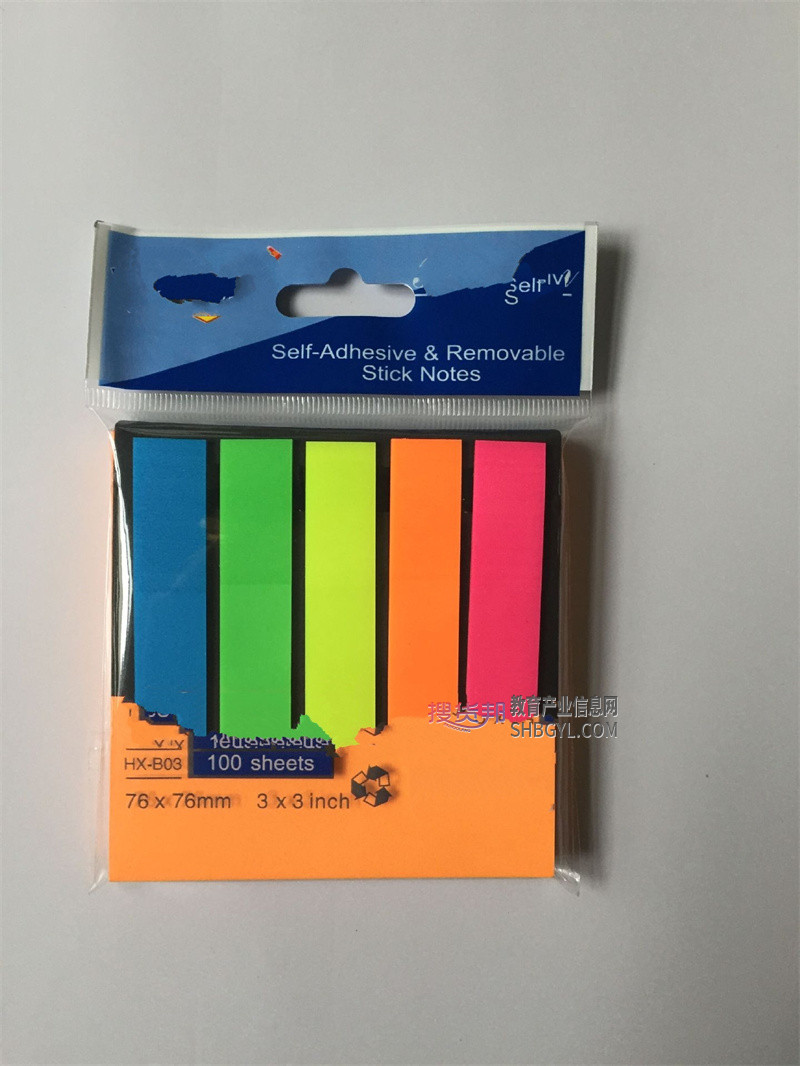 Self
Self-Adhesive & Removable
Stick Notes
搜货邦 教育产业信息网
SHBGYL.COM
HX-B03
100 sheets
76 x 76mm 3 x 3 inch